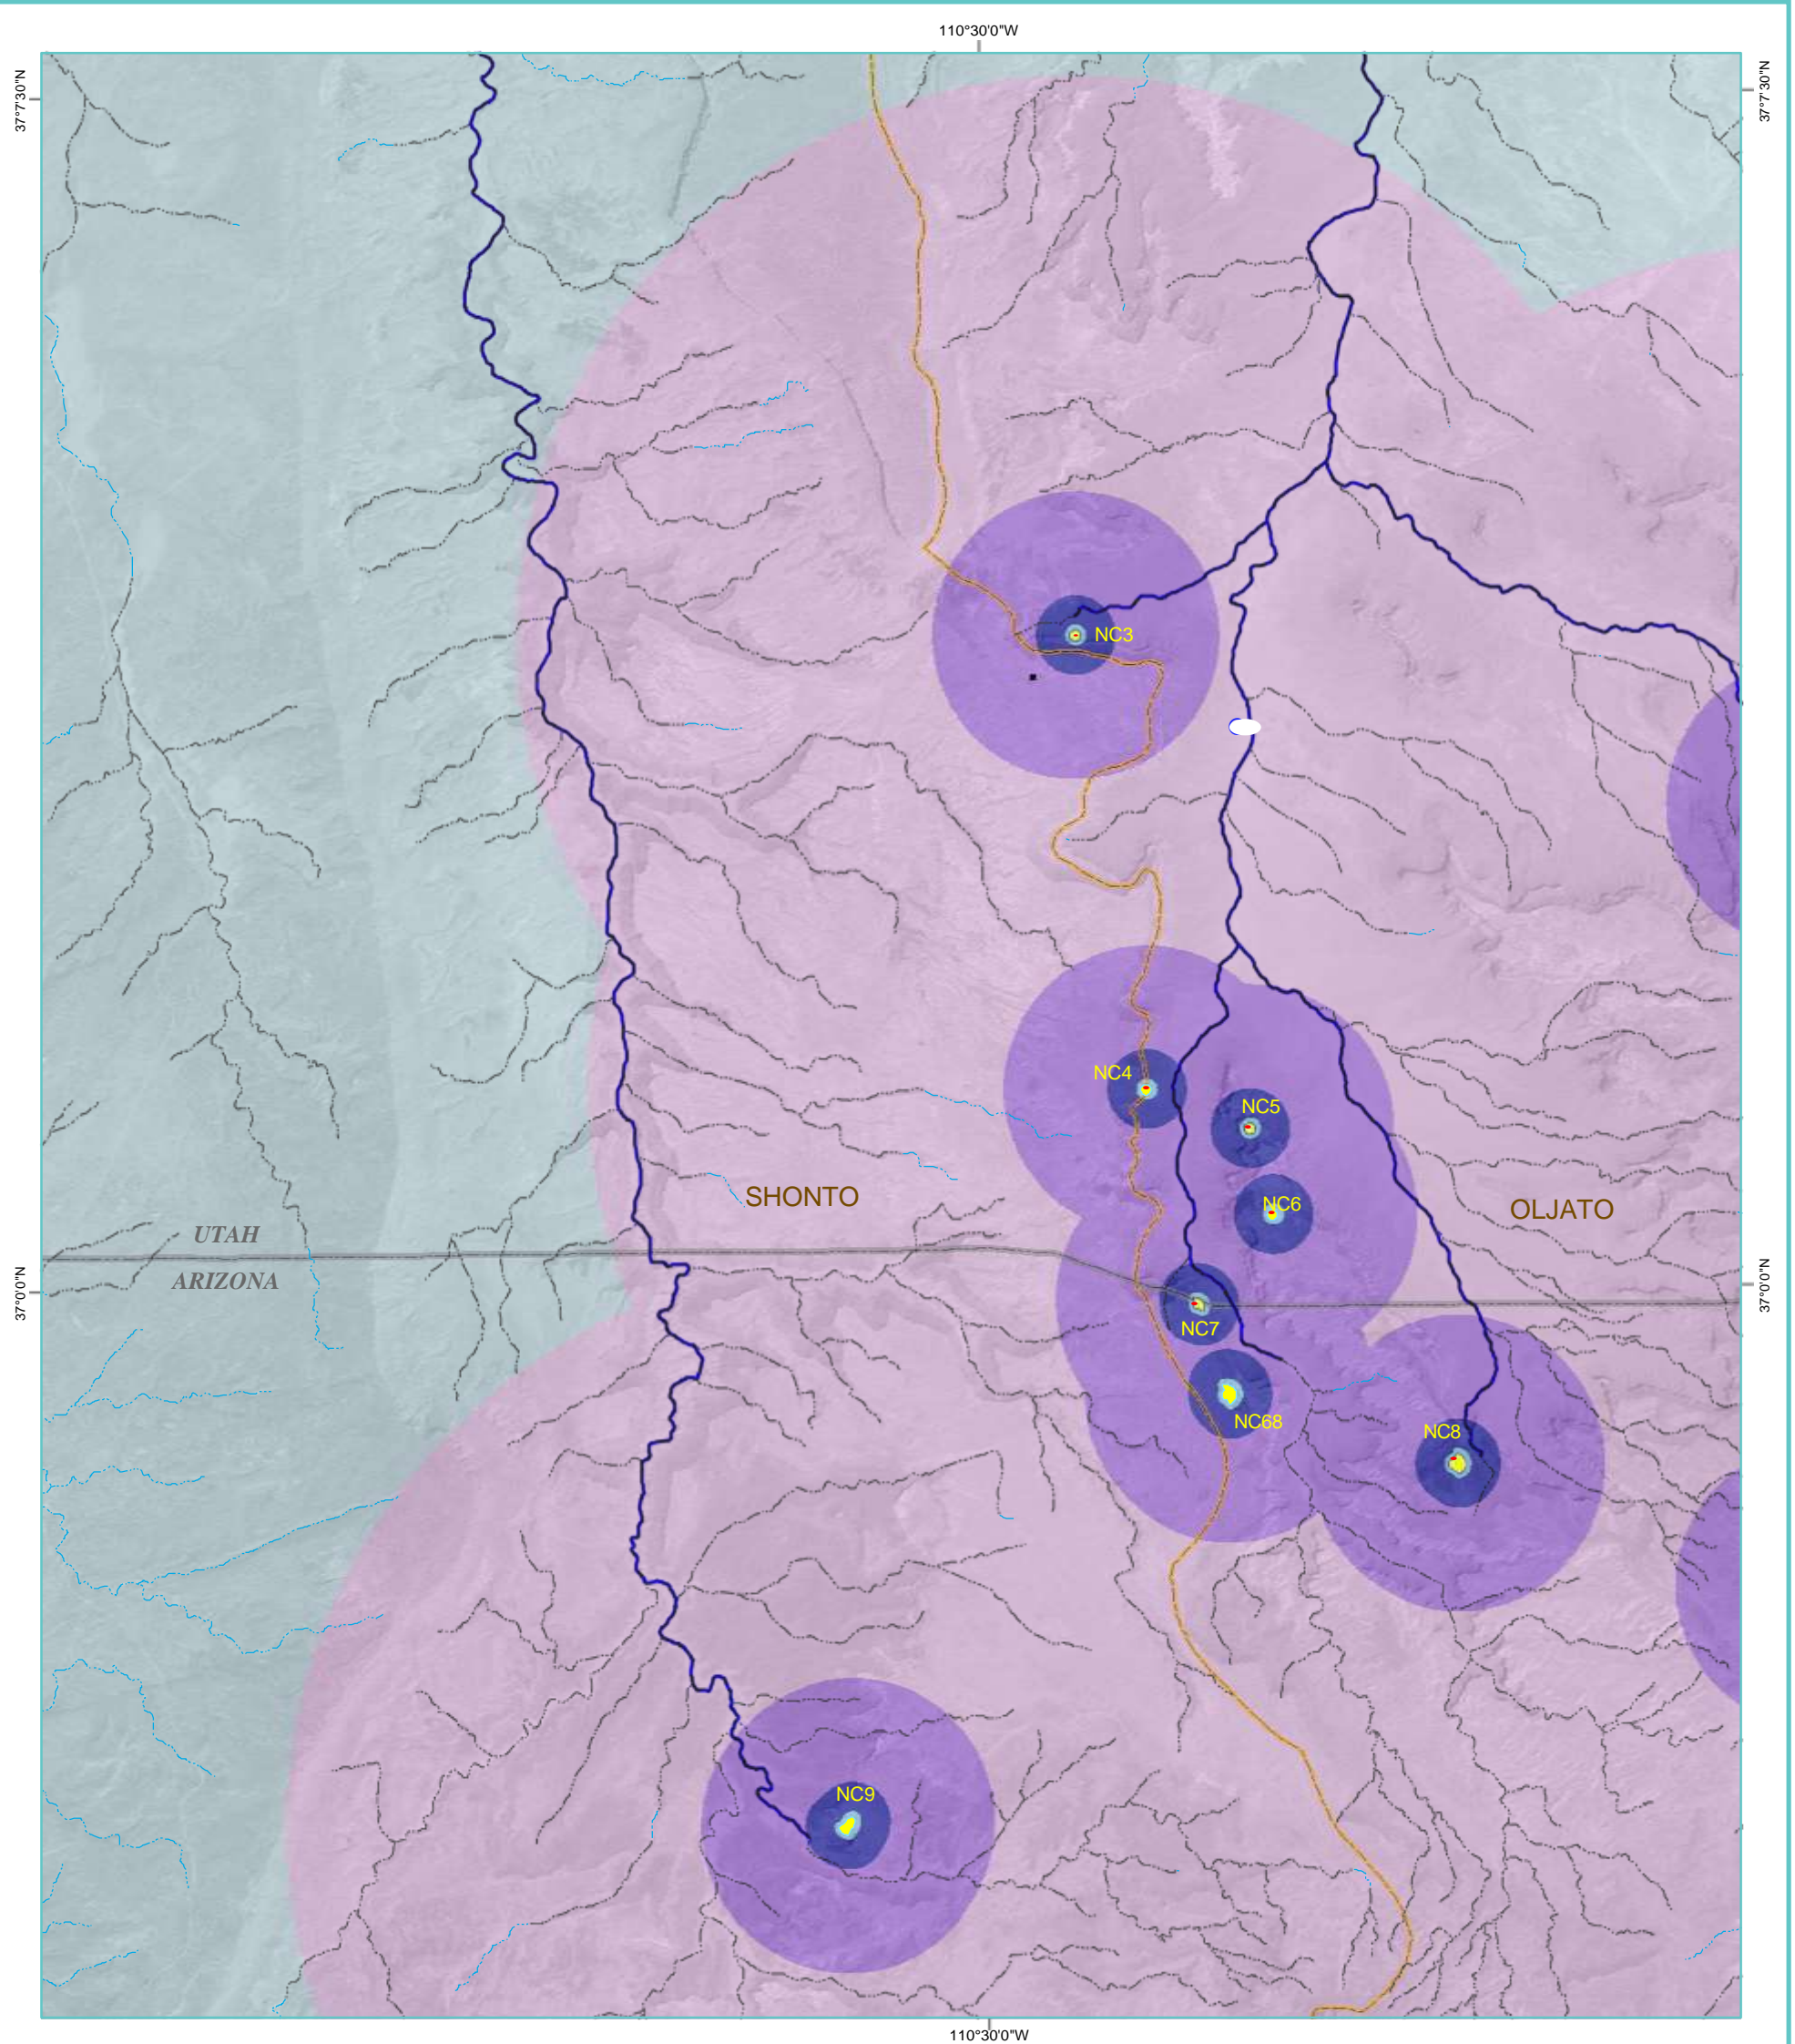 110°30'0"W
37°7'30"N
37°7'30"N
NC3
NC4
NC5
SHONTO
NC6
OLJATO
UTAH
ARIZONA
37°0'0"N
37°0'0"N
NC7
NC68
NC8
NC9
110°30'0"W